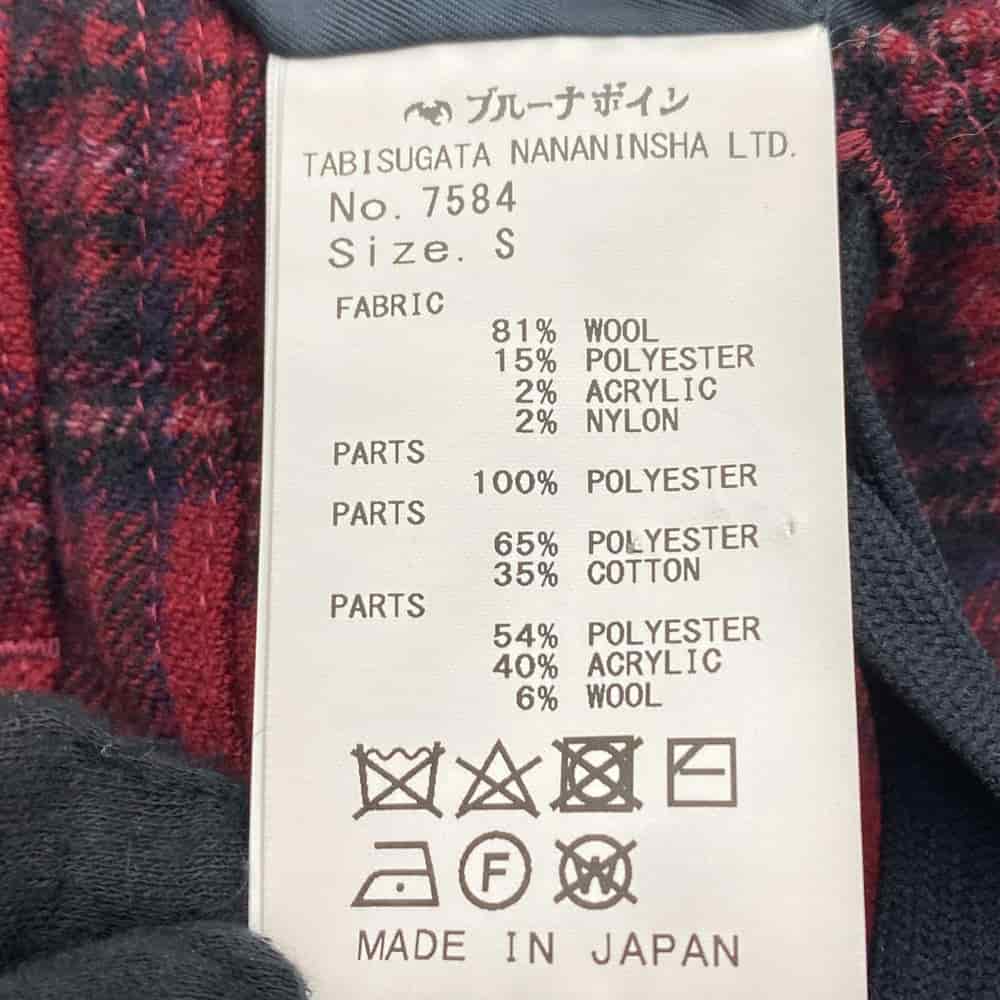 ブルーナボイン
TABISUGATA NANANINSHA LTD.
No. 7584
Size. S
FABRIC
81% WOOL
15% POLYESTER
2% ACRYLIC
2% NYLON
PARTS
100% POLYESTER
PARTS
65% POLYESTER
35% COTTON
PARTS
54% POLYESTER
40% ACRYLIC
6% WOOL
F W
MADE IN JAPAN